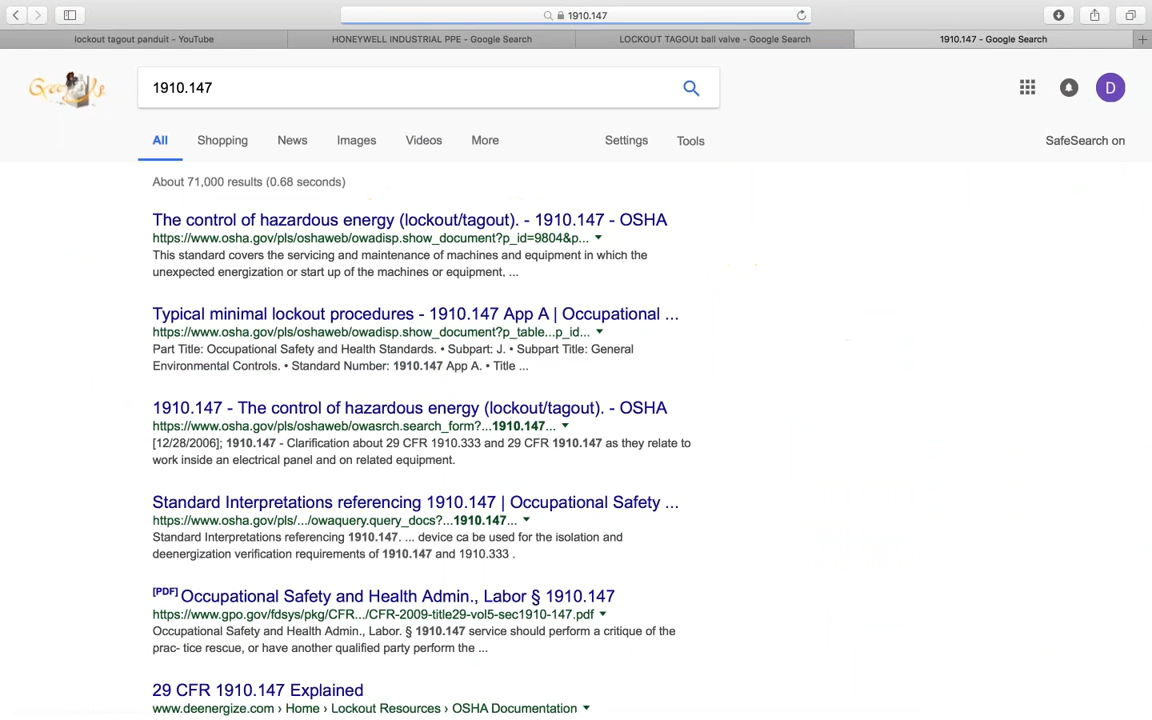 1910.147
lockout tagout panduit - YouTube
HONEYWELL INDUSTRIAL PPE - Google Search
LOCKOUT TAGOUt ball valve - Google Search
1910.147 - Google Search
1910.147
D
All
Shopping
News
Images
Videos
More
Settings
Tools
SafeSearch on
About 71,000 results (0.68 seconds)
The control of hazardous energy (lockout/tagout). - 1910.147 - OSHA
https://www.osha.gov/pls/oshaweb/owadisp.show_document?p_id=9804&p...
This standard covers the servicing and maintenance of machines and equipment in which the
unexpected energization or start up of the machines or equipment, ...
Typical minimal lockout procedures - 1910.147 App A | Occupational ...
https://www.osha.gov/pls/oshaweb/owadisp.show_document?p_table...p_id...
Part Title: Occupational Safety and Health Standards. • Subpart: J. • Subpart Title: General
Environmental Controls. • Standard Number: 1910.147 App A. • Title ...
1910.147 - The control of hazardous energy (lockout/tagout). - OSHA
https://www.osha.gov/pls/oshaweb/owasrch.search_form?...1910.147...
[12/28/2006]; 1910.147 - Clarification about 29 CFR 1910.333 and 29 CFR 1910.147 as they relate to
work inside an electrical panel and on related equipment.
Standard Interpretations referencing 1910.147 | Occupational Safety ...
https://www.osha.gov/pls/.../owaquery.query_docs?...1910.147...
Standard Interpretations referencing 1910.147. ... device ca be used for the isolation and
deenergization verification requirements of 1910.147 and 1910.333 .
[PDF] Occupational Safety and Health Admin., Labor § 1910.147
https://www.gpo.gov/fdsys/pkg/CFR.../CFR-2009-title29-vol5-sec1910-147.pdf
Occupational Safety and Health Admin., Labor. § 1910.147 service should perform a critique of the
prac- tice rescue, or have another qualified party perform the ...
29 CFR 1910.147 Explained
www.deenergize.com › Home › Lockout Resources › OSHA Documentation